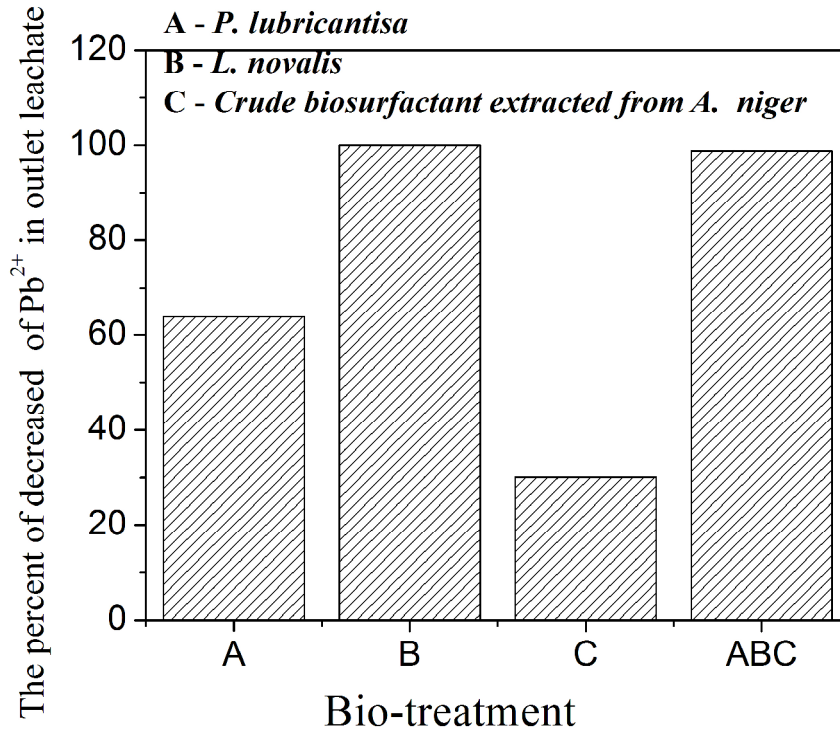 A - P. lubricantisa
B - L. novalis
C - Crude biosurfactant extracted from A. niger
The percent of decreased of Pb2+ in outlet leachate
120
100
80
60
40
20
0
A B C ABC
Bio-treatment